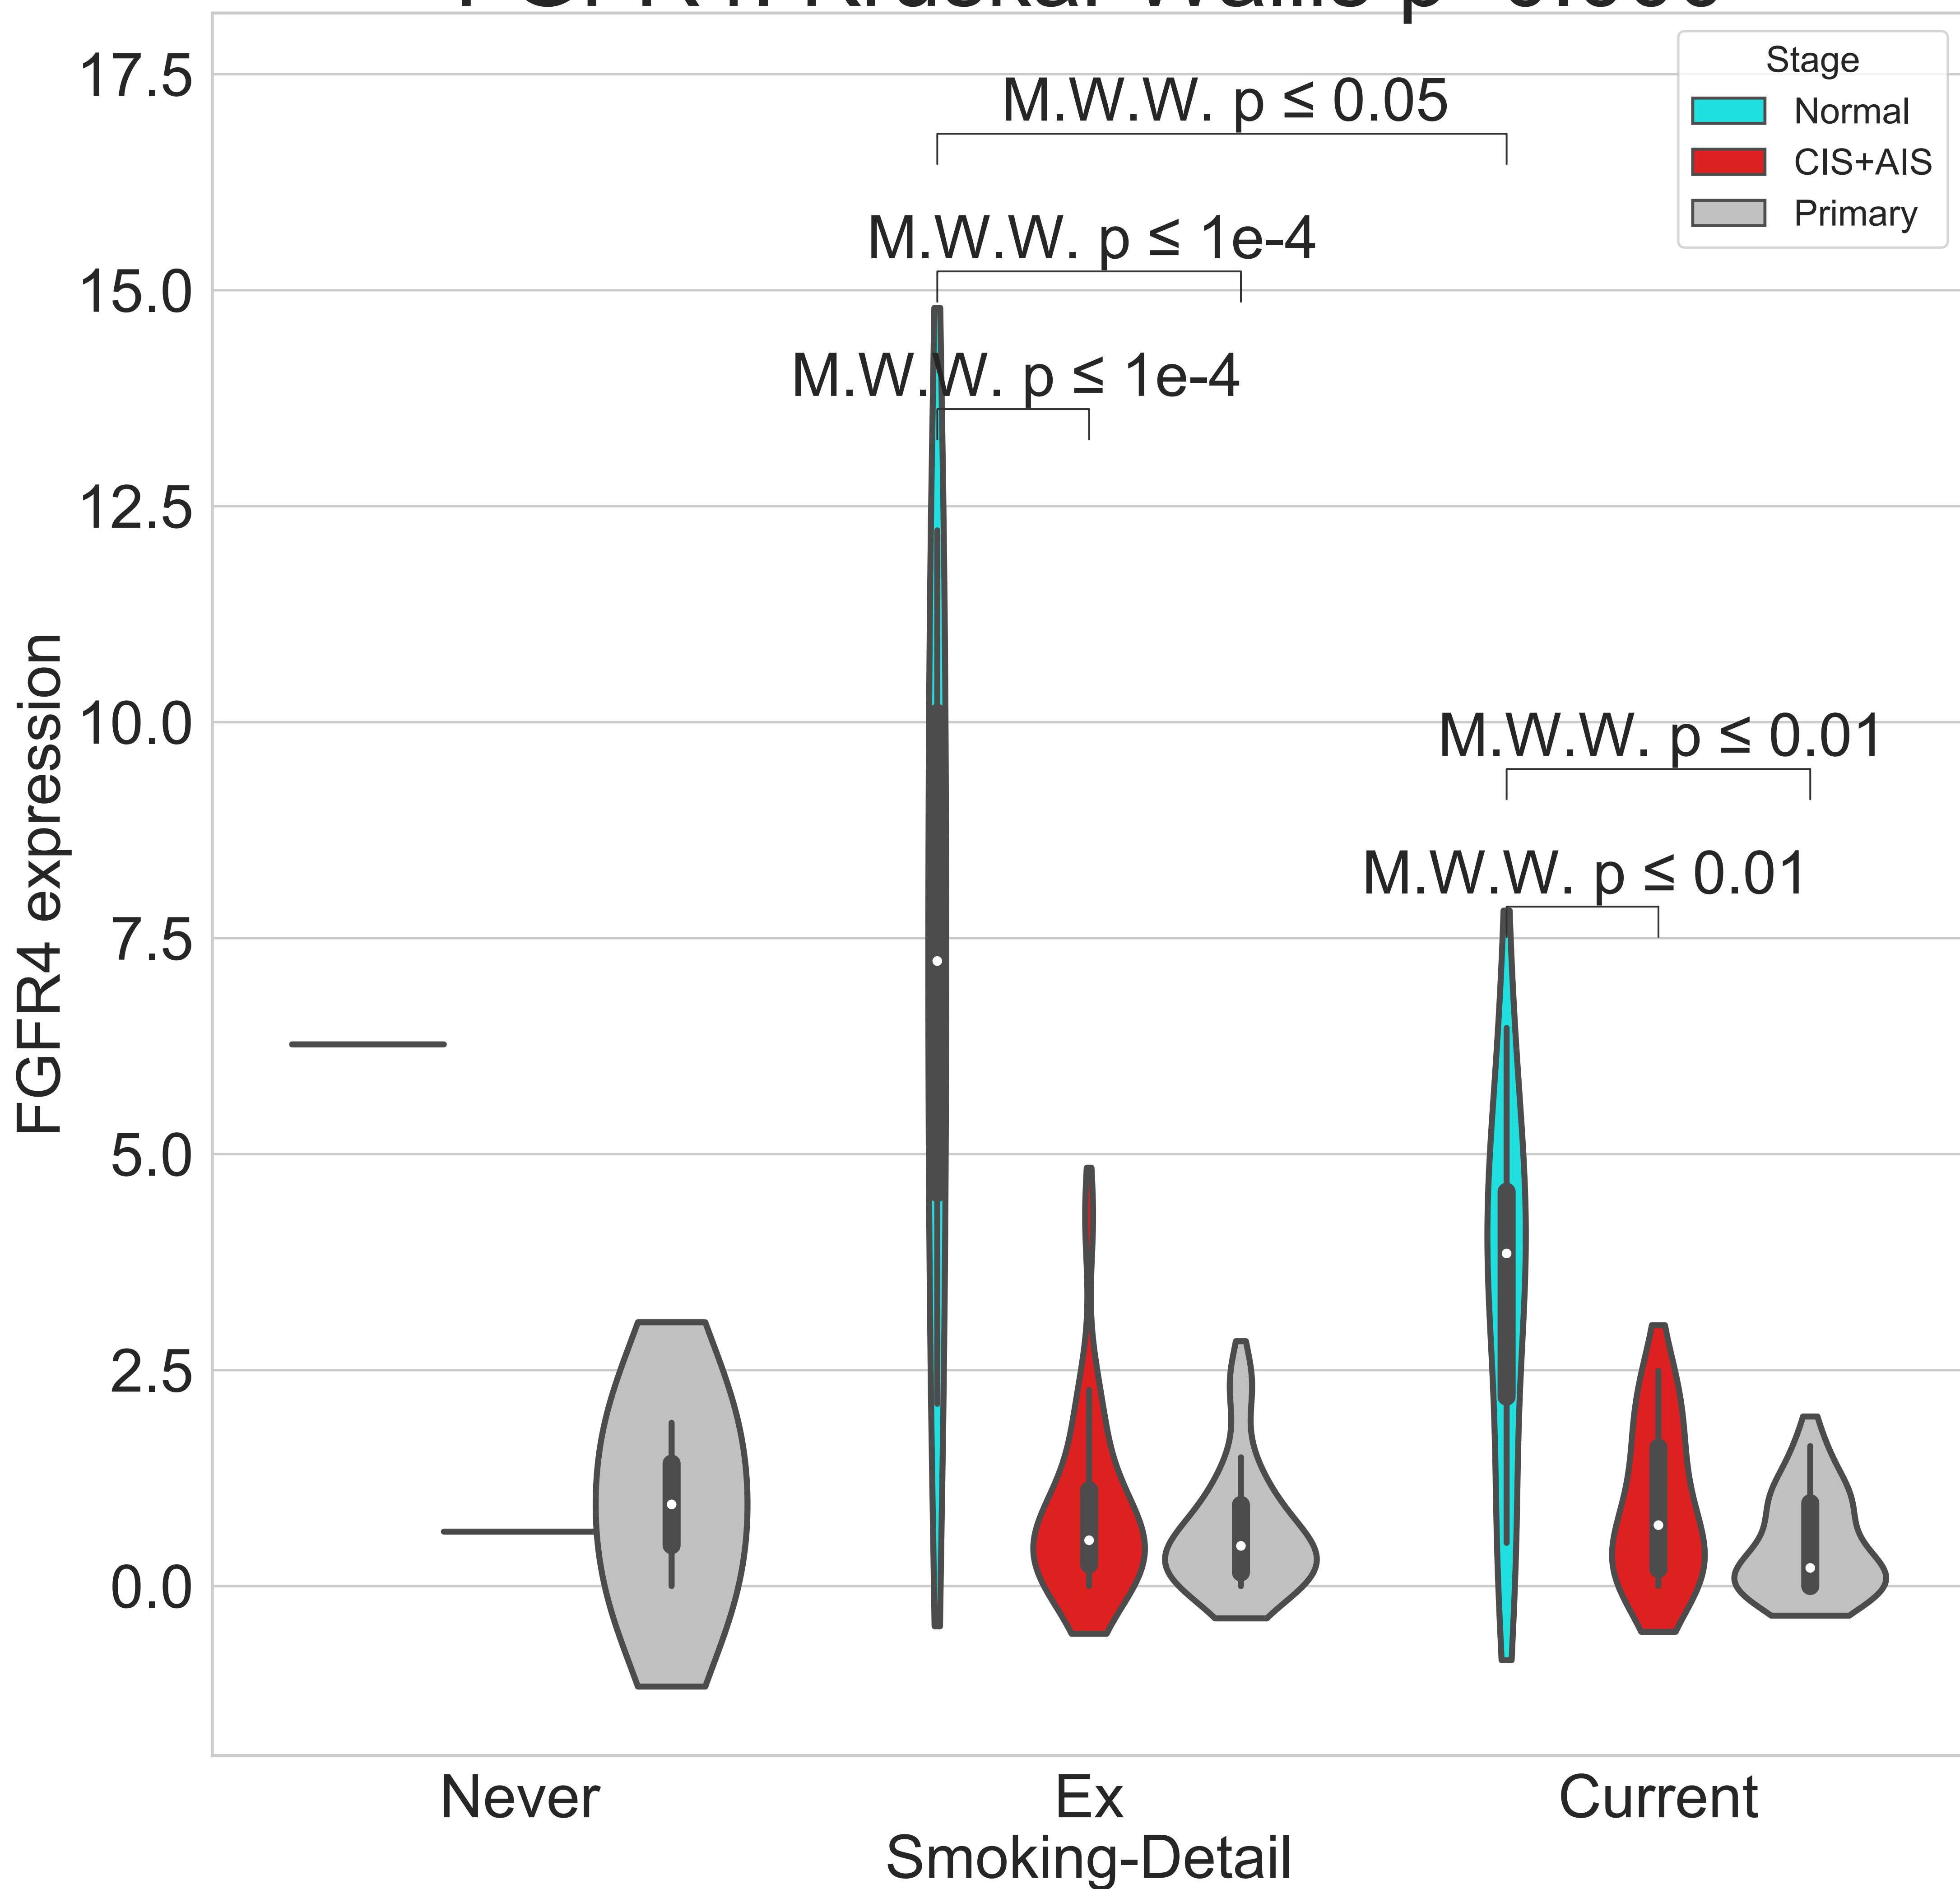 Stage
Normal
CIS+AIS
Primary
M.W.W. p ≤ 0.05
M.W.W. p ≤ 1e-4
M.W.W. p ≤ 1e-4
M.W.W. p ≤ 0.01
M.W.W. p ≤ 0.01
17.5
15.0
12.5
10.0
7.5
5.0
2.5
0.0
FGFR4 expression
Never
Ex
Current
Smoking-Detail